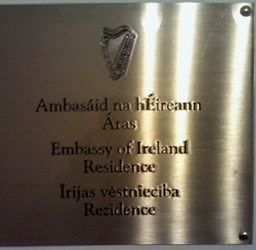 Ambasáid na hÉireann
Áras
Embassy of Ireland
Residence
Īrijas vēstniecība
Rezidence